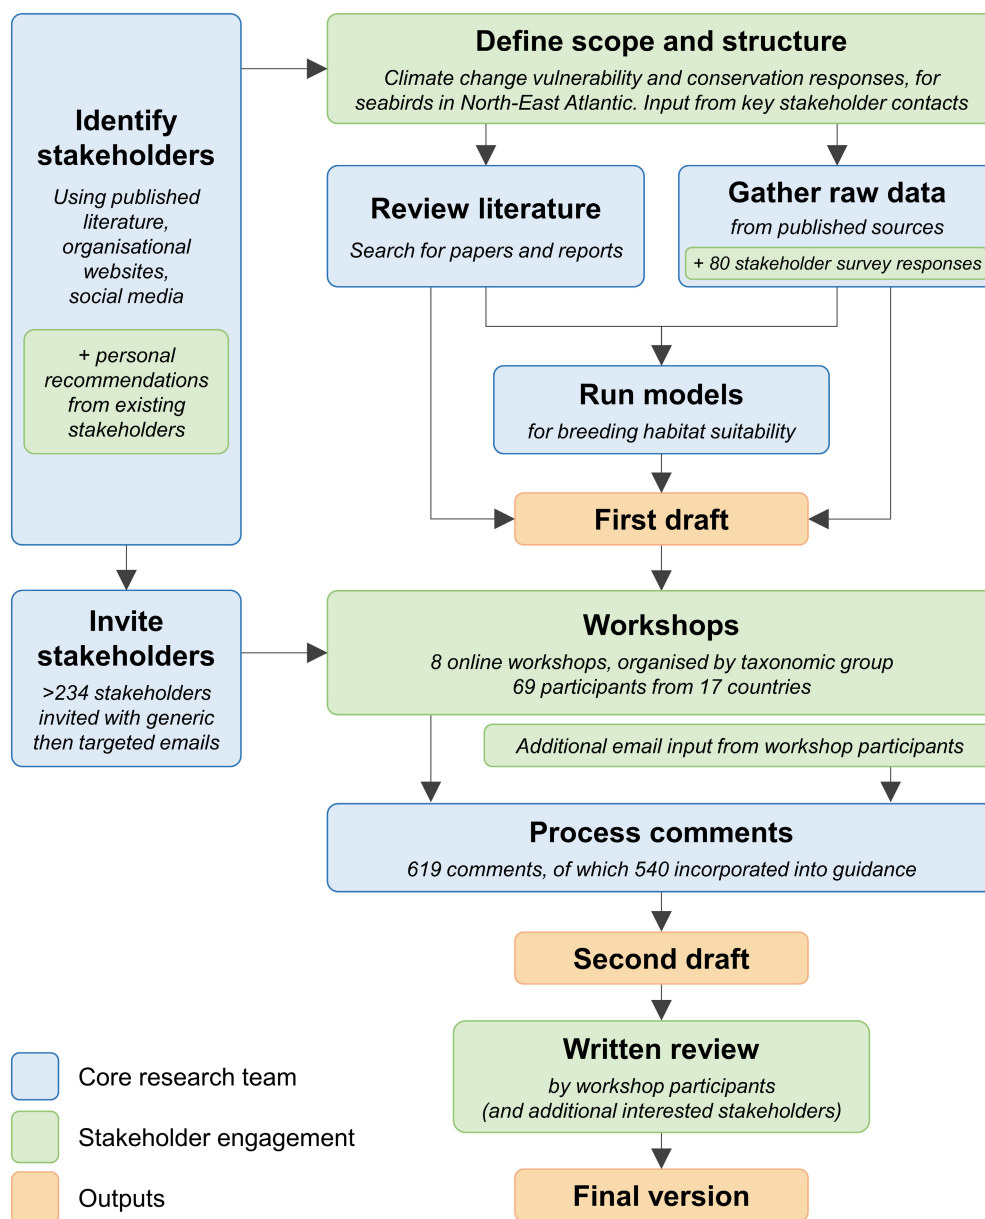 Identify
stakeholders
Using published
literature,
organisational
websites,
social media
+ personal
recommendations
from existing
stakeholders
Define scope and structure
Climate change vulnerability and conservation responses, for
seabirds in North-East Atlantic. Input from key stakeholder contacts
Review literature
Search for papers and reports
Gather raw data
from published sources
+ 80 stakeholder survey responses
Run models
for breeding habitat suitability
First draft
Invite
stakeholders
>234 stakeholders
invited with generic
then targeted emails
Workshops
8 online workshops, organised by taxonomic group
69 participants from 17 countries
Additional email input from workshop participants
Process comments
619 comments, of which 540 incorporated into guidance
Second draft
Written review
by workshop participants
(and additional interested stakeholders)
Final version
Core research team
Stakeholder engagement
Outputs